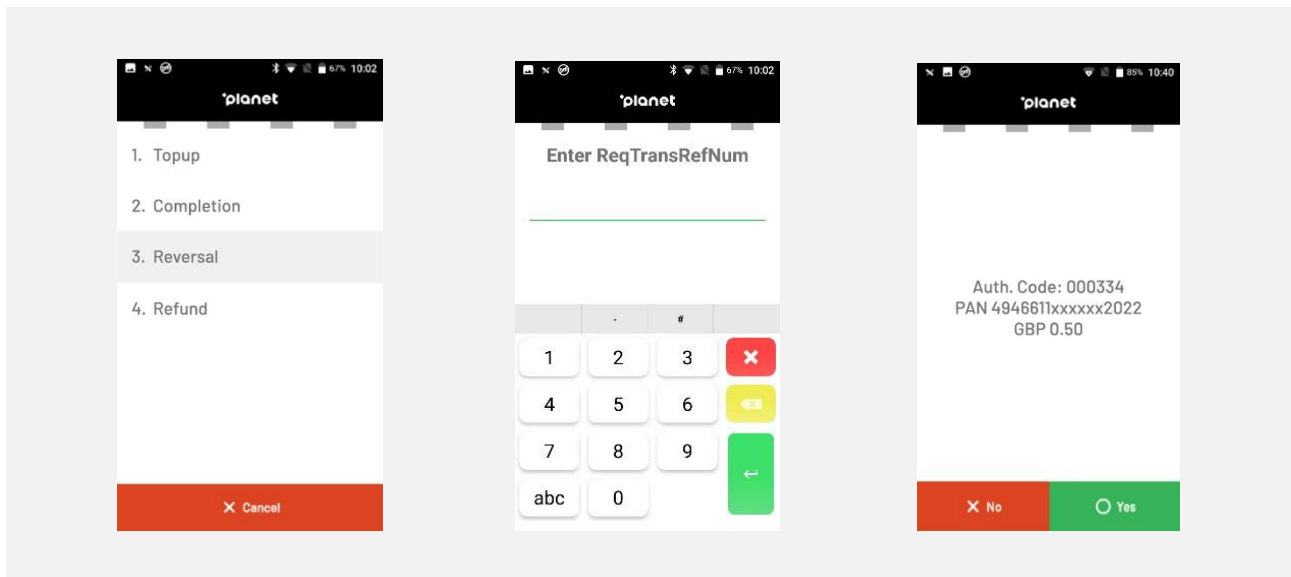 67% 10:02
planet
1. Topup
2. Completion
3. Reversal
4. Refund
Cancel
67% 10:02
planet
Enter ReqTransRefNum
- #
1 2 3
4 5 6
7 8 9
abc 0
85% 10:40
planet
Auth. Code: 000334
PAN 4946611xxxxxx2022
GBP 0.50
No Yes